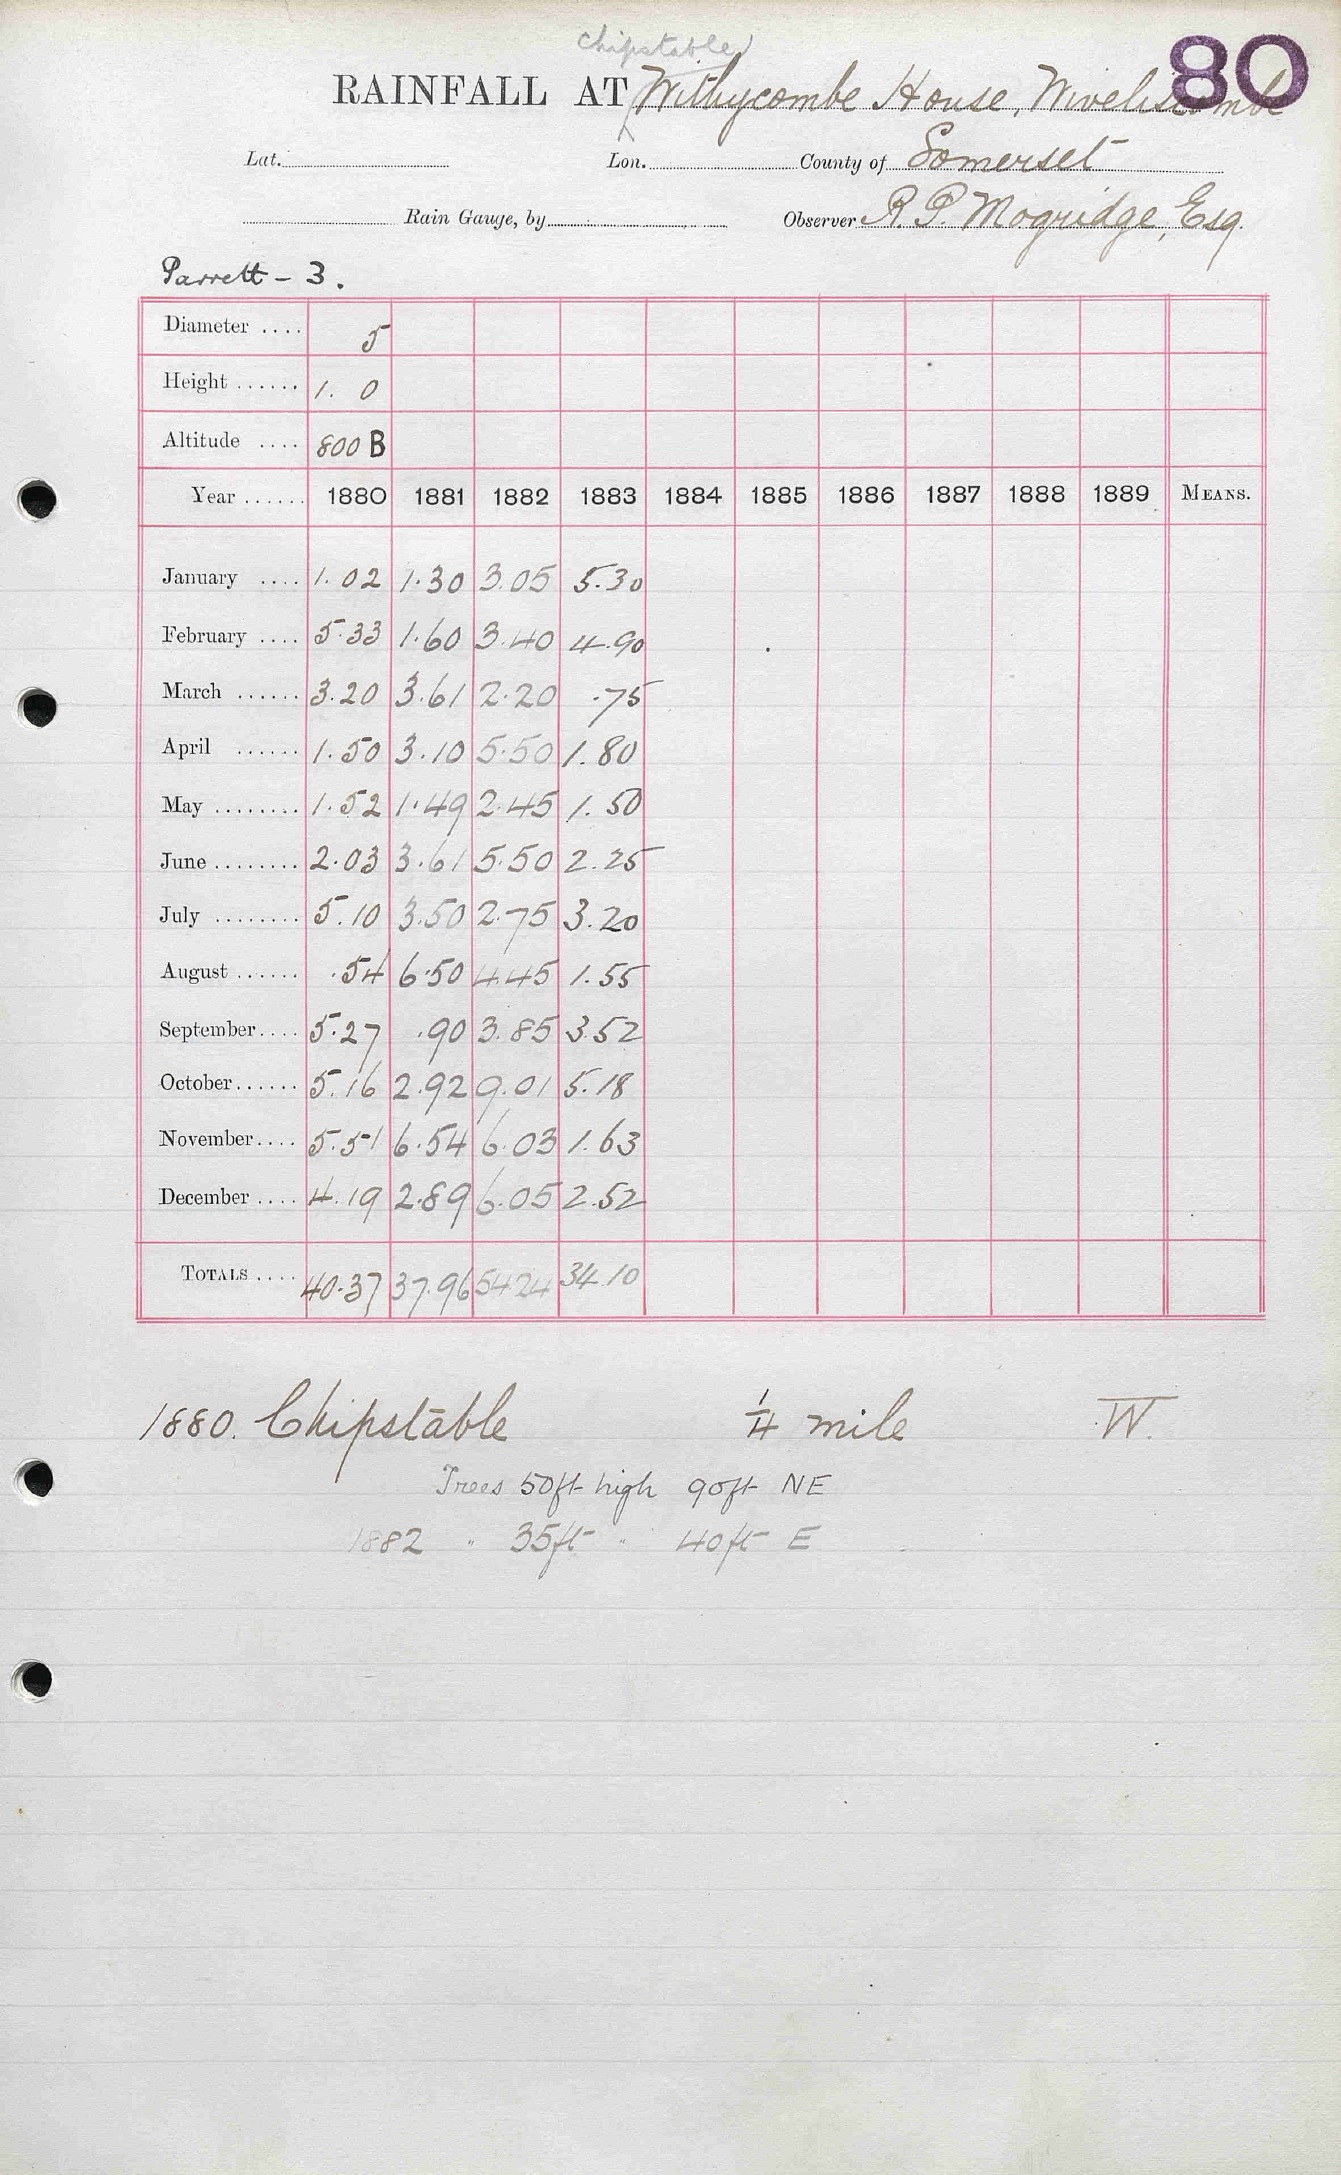 Chipstable
80
RAINFALL AT Withycombe House, Wiveliscombe
Lat. Lon. County of Somerset
Rain Gauge, by Observer R. P. Mogridge, Esq.
Parrett - 3.
Diameter .... 5
Height ...... 1. 0
Altitude .... 800 B
Year ...... 1880 1881 1882 1883 1884 1885 1886 1887 1888 1889 MEANS.
January .... 1.02 1.30 3.05 5.30
February .... 5.33 1.60 3.40 4.90
March ...... 3.20 3.61 2.20 .75
April ...... 1.50 3.10 5.50 1.80
May ........ 1.52 1.49 2.45 1.50
June ........ 2.03 3.61 5.50 2.25
July ........ 5.10 3.50 2.75 3.20
August ...... .54 6.50 4.45 1.55
September .... 5.27 .90 3.85 3.52
October ...... 5.16 2.92 9.01 5.18
November .... 5.51 6.54 6.03 1.63
December .... 4.19 2.89 6.05 2.52
TOTALS .... 40.37 37.96 54 24 34.10
1880. Chipstable 1/4 mile W.
Trees 50ft high 90ft NE
1882 " 35ft " 40ft E